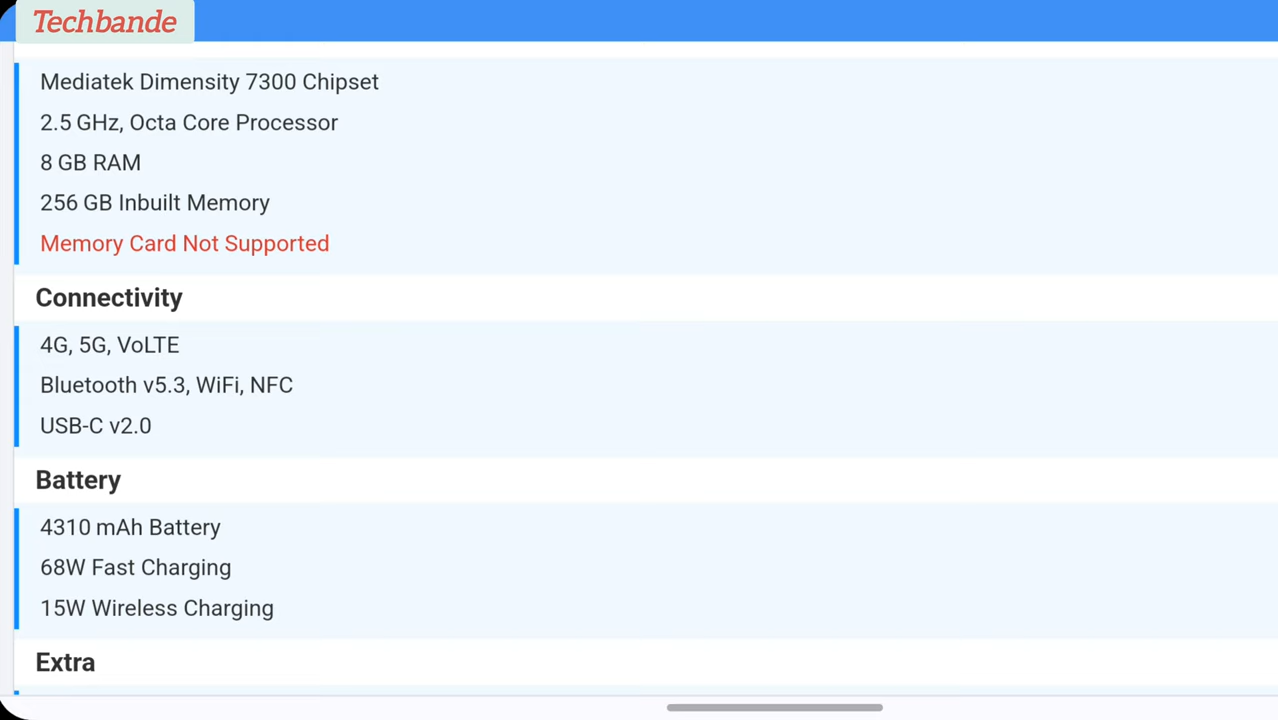 Techbande
Mediatek Dimensity 7300 Chipset
2.5 GHz, Octa Core Processor
8 GB RAM
256 GB Inbuilt Memory
Memory Card Not Supported
Connectivity
4G, 5G, VoLTE
Bluetooth v5.3, WiFi, NFC
USB-C v2.0
Battery
4310 mAh Battery
68W Fast Charging
15W Wireless Charging
Extra